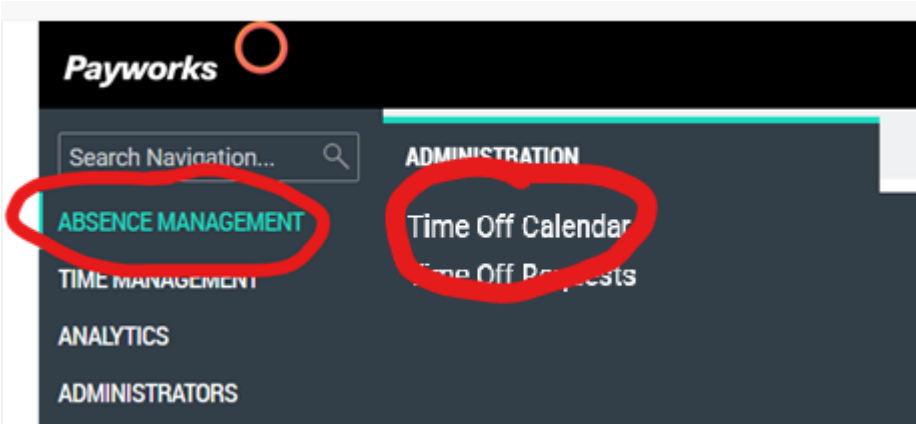 Payworks
Search Navigation...
ABSENCE MANAGEMENT
TIME MANAGEMENT
ANALYTICS
ADMINISTRATORS
ADMINISTRATION
Time Off Calendar
Time Off Requests